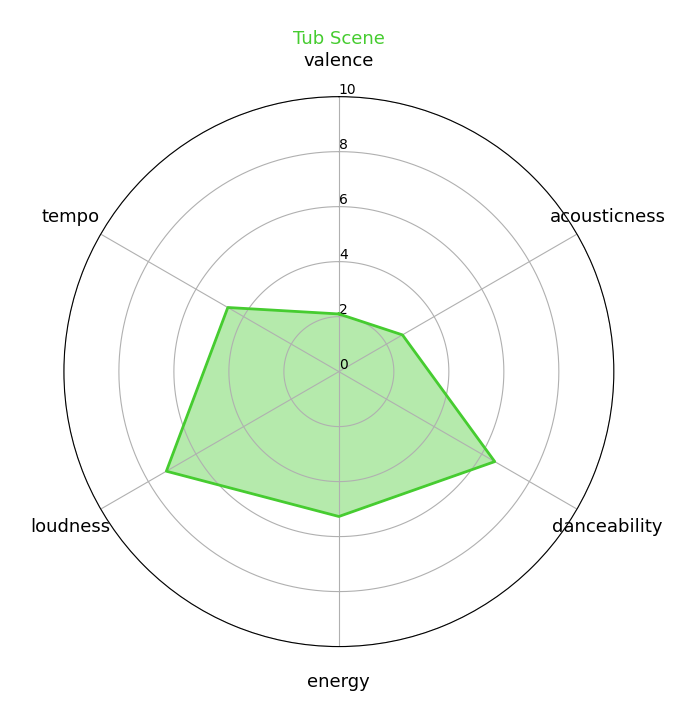 Tub Scene
valence
10
8
6
4
2
0
tempo
acousticness
loudness
danceability
energy